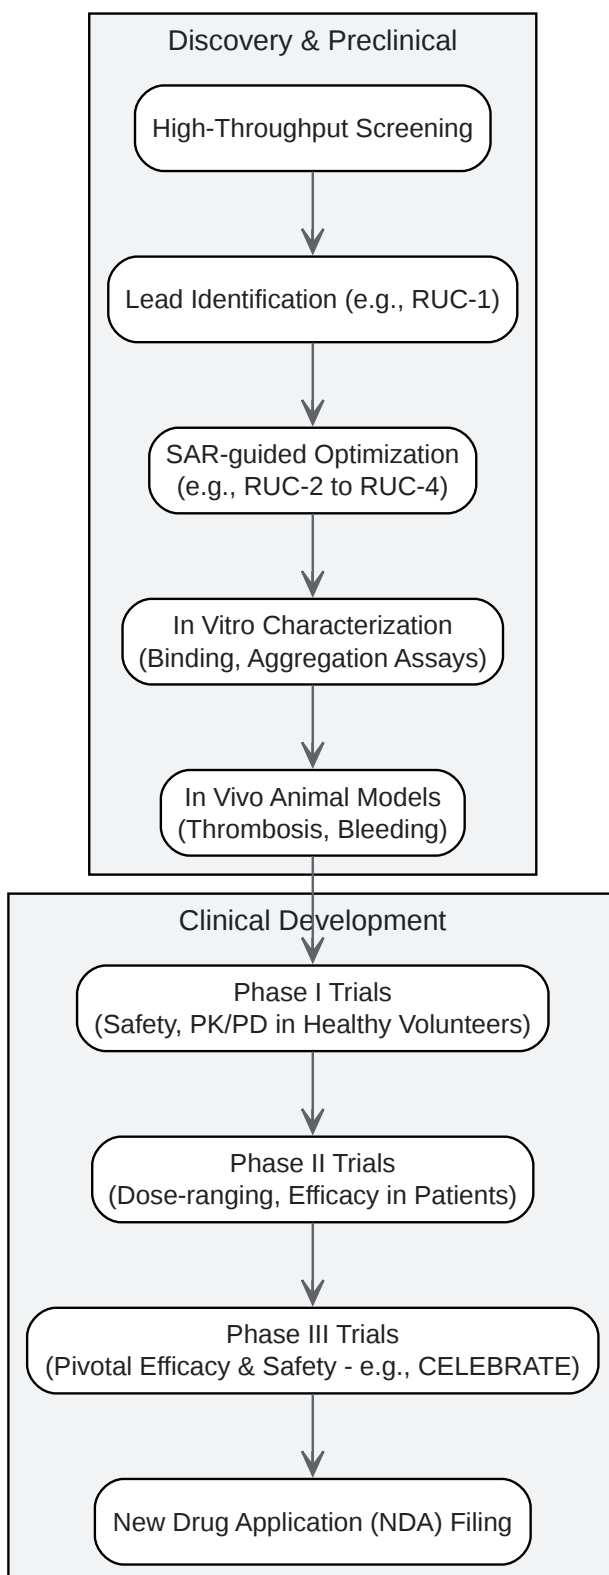 Discovery & Preclinical
High-Throughput Screening
Lead Identification (e.g., RUC-1)
SAR-guided Optimization
(e.g., RUC-2 to RUC-4)
In Vitro Characterization
(Binding, Aggregation Assays)
In Vivo Animal Models
(Thrombosis, Bleeding)
Clinical Development
Phase I Trials
(Safety, PK/PD in Healthy Volunteers)
Phase II Trials
(Dose-ranging, Efficacy in Patients)
Phase III Trials
(Pivotal Efficacy & Safety - e.g., CELEBRATE)
New Drug Application (NDA) Filing